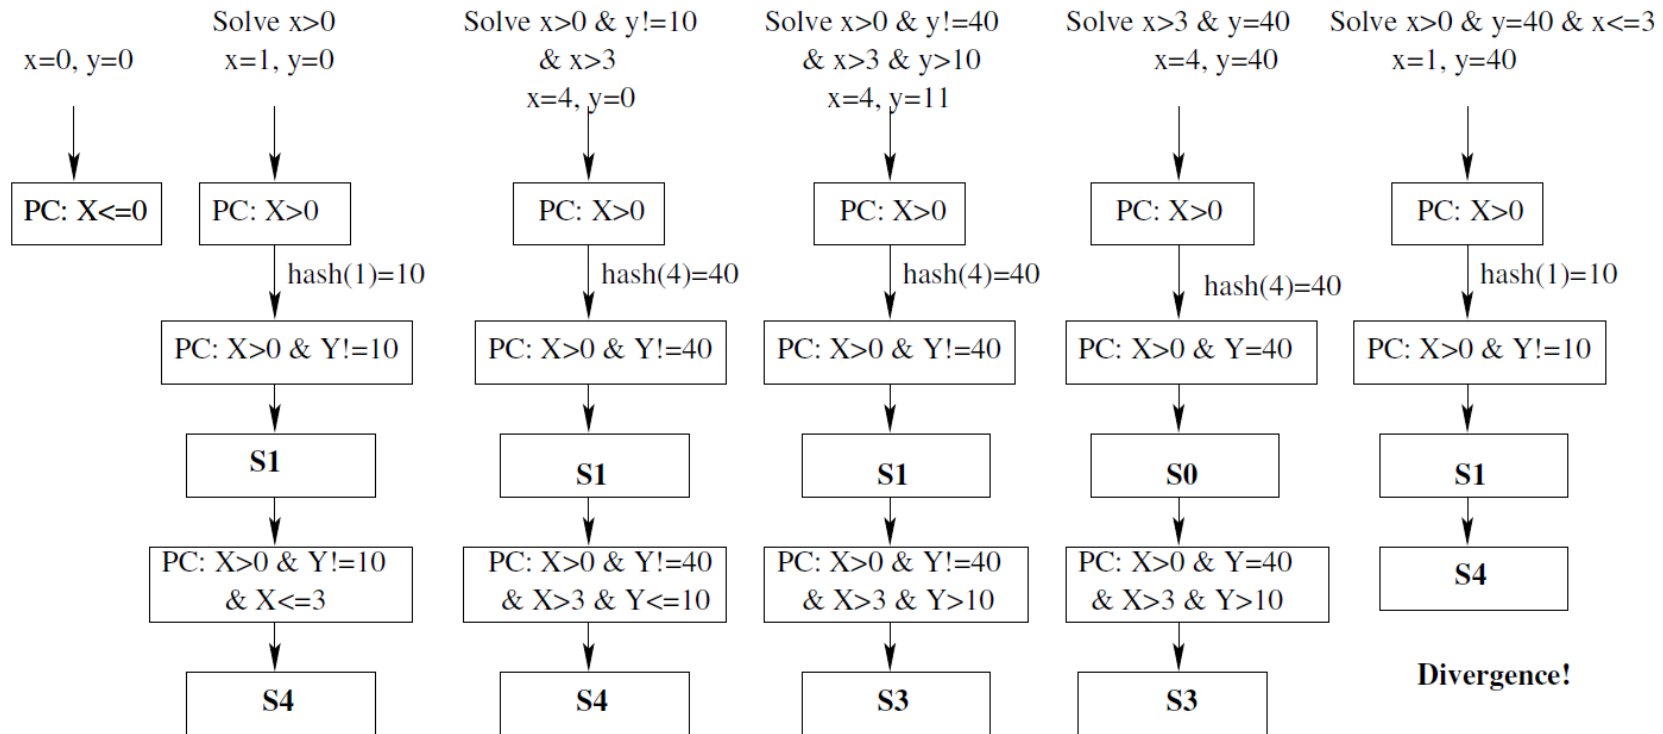 x=0, y=0
PC: X<=0
Solve x>0
x=1, y=0
PC: X>0
hash(1)=10
PC: X>0 & Y!=10
S1
PC: X>0 & Y!=10
& X<=3
S4
Solve x>0 & y!=10
& x>3
x=4, y=0
PC: X>0
hash(4)=40
PC: X>0 & Y!=40
S1
PC: X>0 & Y!=40
& X>3 & Y<=10
S4
Solve x>0 & y!=40
& x>3 & y>10
x=4, y=11
PC: X>0
hash(4)=40
PC: X>0 & Y!=40
S1
PC: X>0 & Y!=40
& X>3 & Y>10
S3
Solve x>3 & y=40
x=4, y=40
PC: X>0
hash(4)=40
PC: X>0 & Y=40
S0
PC: X>0 & Y=40
& X>3 & Y>10
S3
Solve x>0 & y=40 & x<=3
x=1, y=40
PC: X>0
hash(1)=10
PC: X>0 & Y!=10
S1
S4
Divergence!